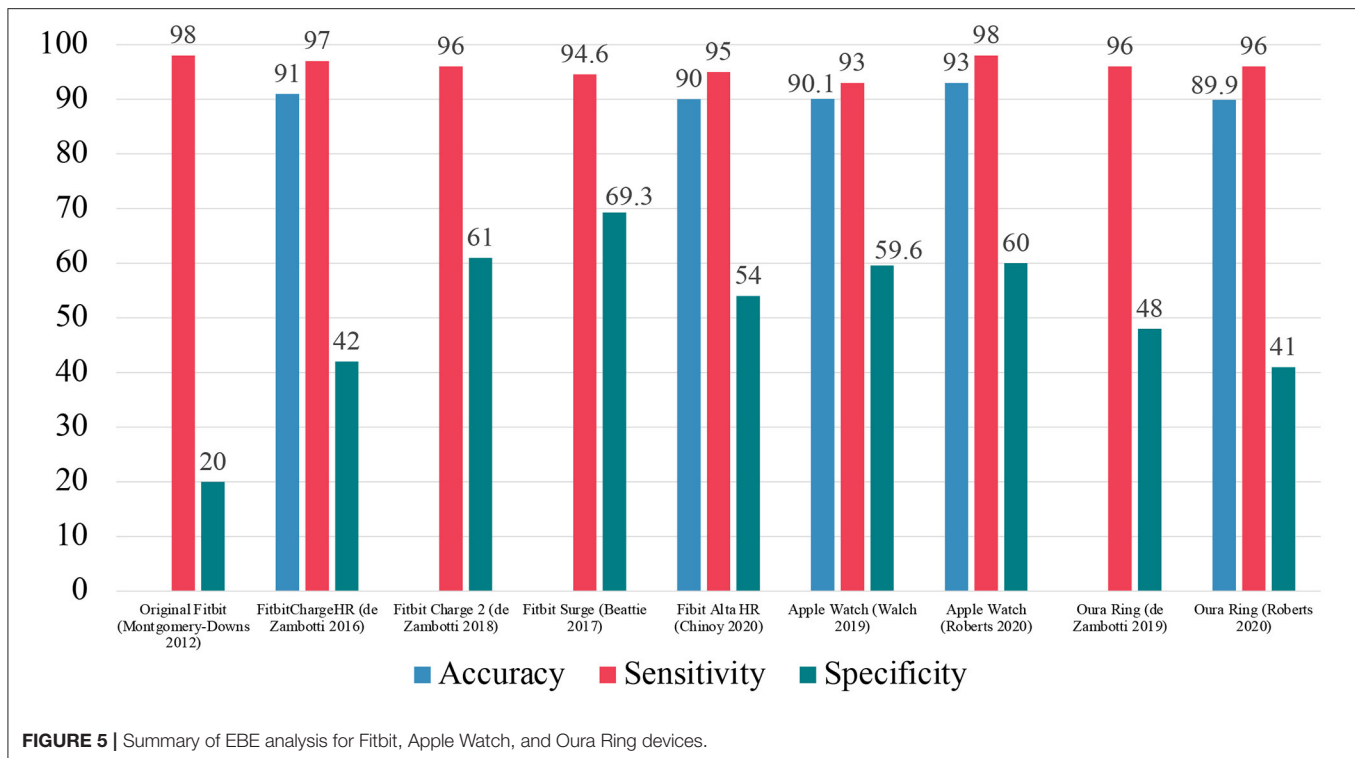 100
90
80
70
60
50
40
30
20
10
0
98
20
91
97
42
96
61
94.6
69.3
90
95
54
90.1
93
59.6
93
98
60
96
48
89.9
96
41
Original Fitbit
(Montgomery-Downs
2012)
FitbitChargeHR (de
Zambotti 2016)
Fitbit Charge 2 (de
Zambotti 2018)
Fitbit Surge (Beattie
2017)
Fibit Alta HR
(Chinoy 2020)
Apple Watch (Walch
2019)
Apple Watch
(Roberts 2020)
Oura Ring (de
Zambotti 2019)
Oura Ring (Roberts
2020)
Accuracy Sensitivity Specificity
FIGURE 5 | Summary of EBE analysis for Fitbit, Apple Watch, and Oura Ring devices.